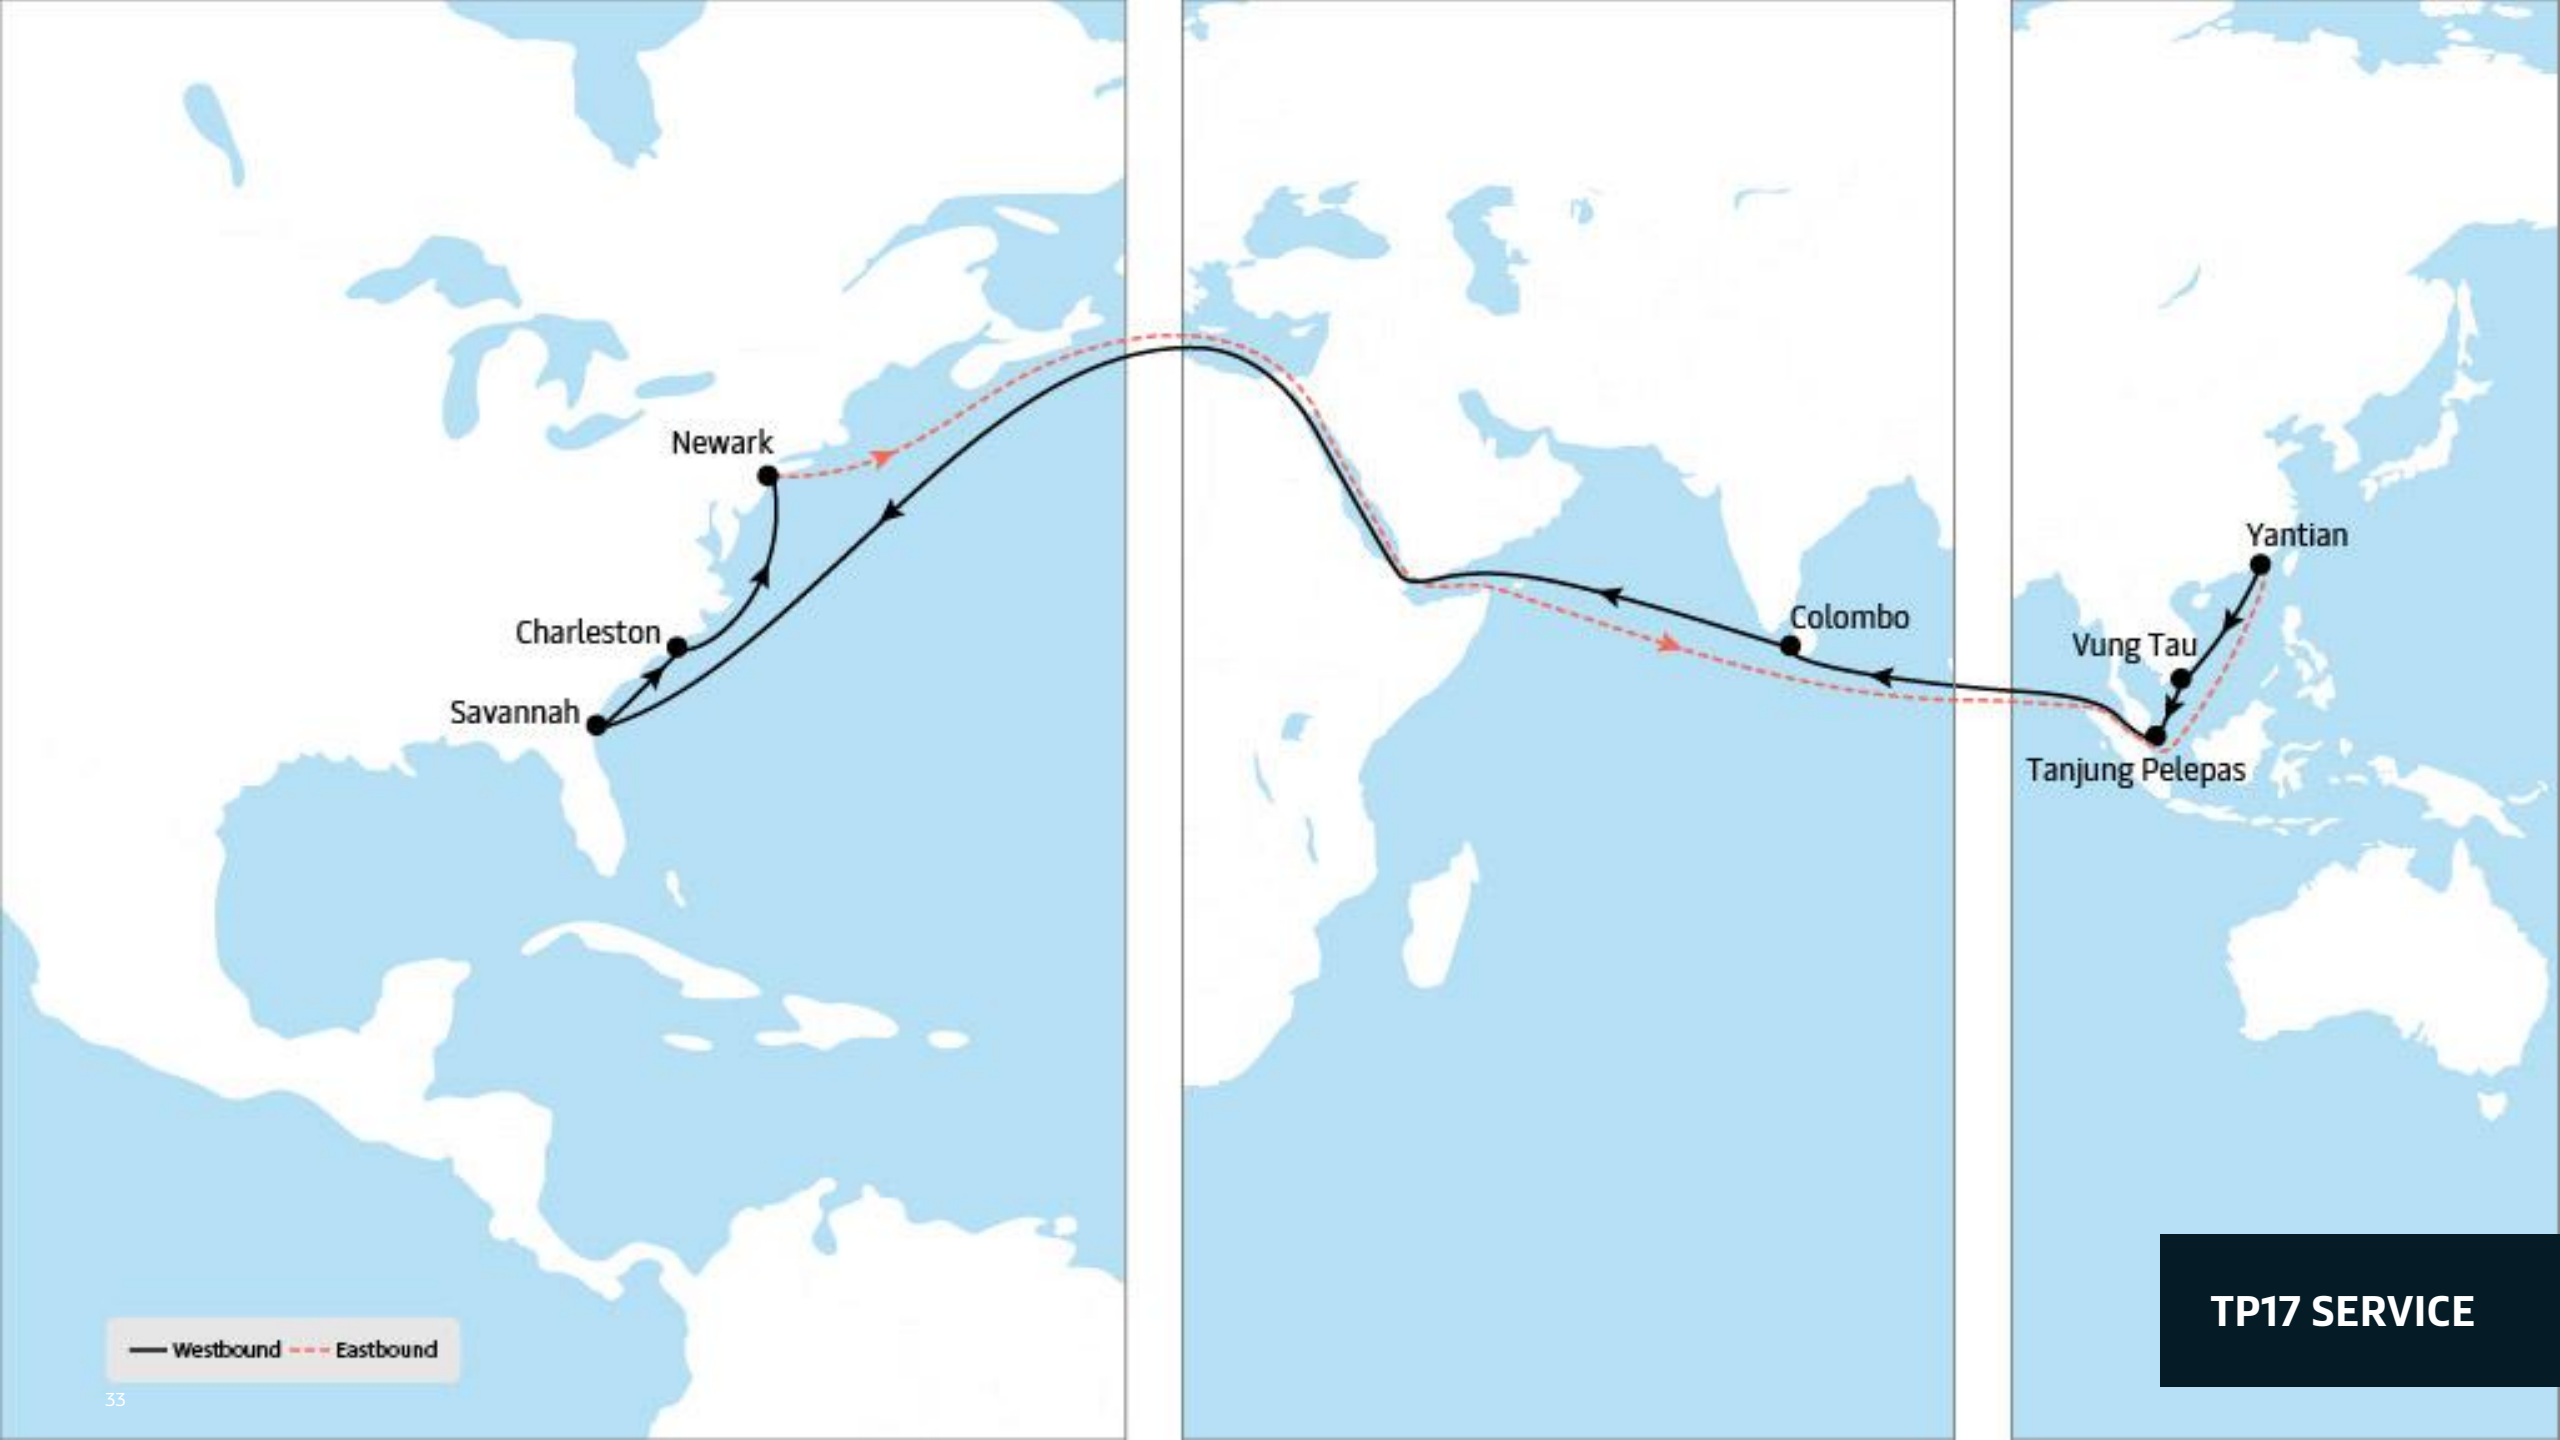 Newark
Charleston
Savannah
Colombo
Yantian
Vung Tau
Tanjung Pelepas
TP17 SERVICE
Westbound Eastbound
33